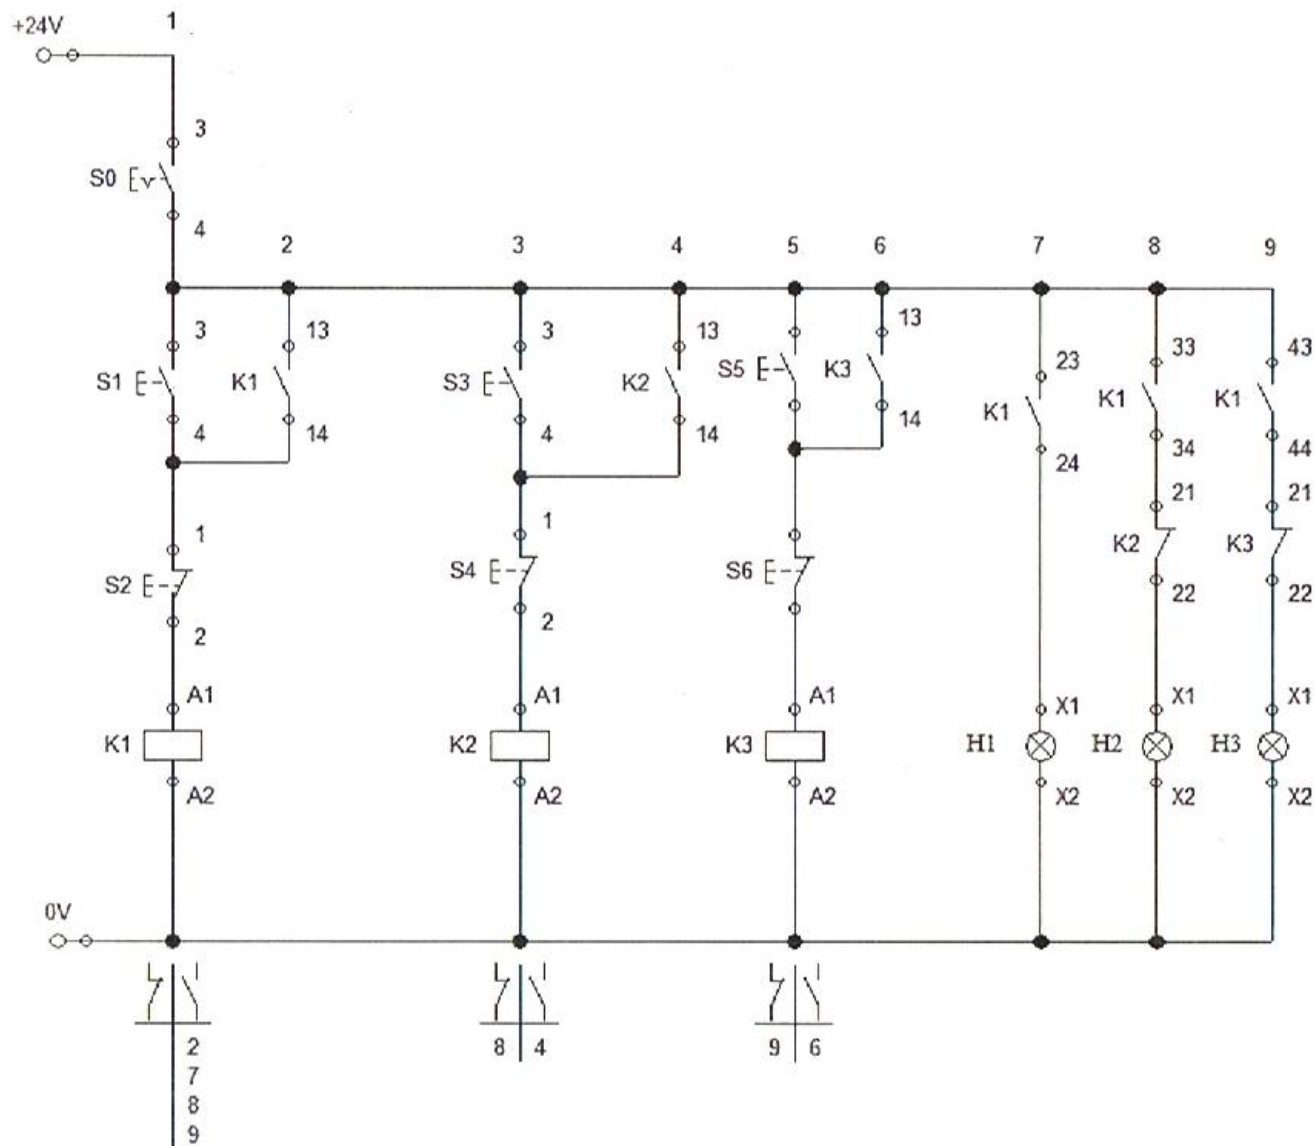 +24V 1
3
S0
4 2 3 4 5 6 7 8 9
3 13 3 13 13 23 33 43
S1 K1 S3 K2 S5 K3 K1 K1 K1
4 14 4 14 14 24 34 44
21 21
1 1 K2 K3
S2 S4 S6
2 2 22 22
A1 A1 A1 X1 X1 X1
K1 K2 K3 H1 H2 H3
A2 A2 A2 X2 X2 X2
0V
2 8 4 9 6
7
8
9